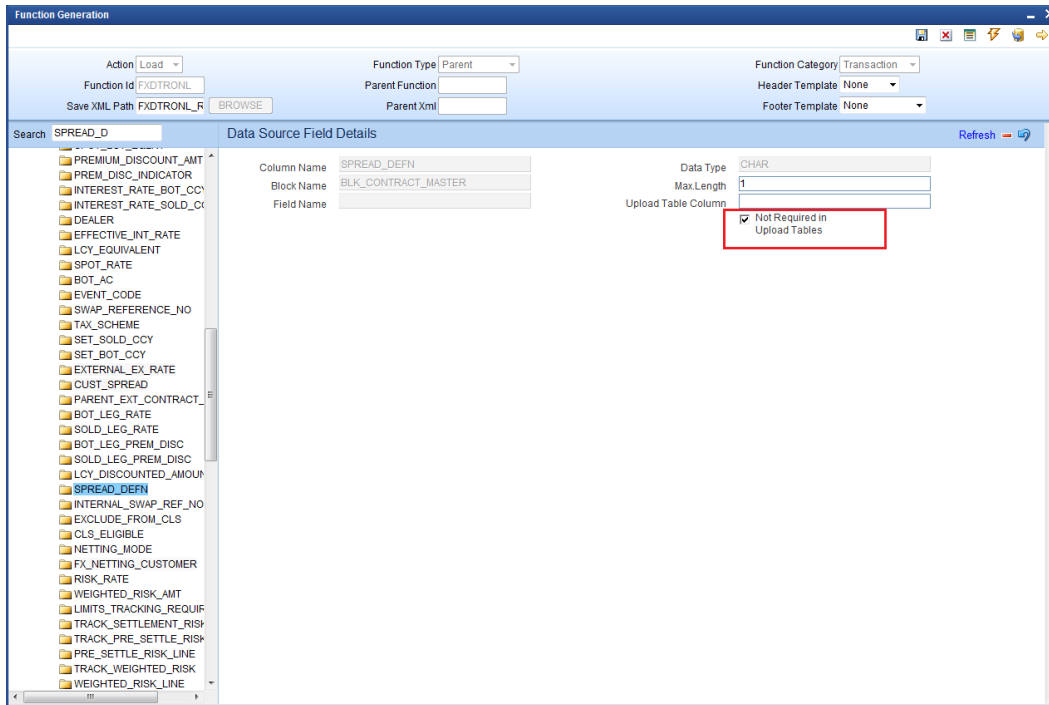 Function Generation
Action Load Function Type Parent Function Category Transaction
Function Id FXDTRONL Parent Function Header Template None
Save XML Path FXDTRONL_R BROWSE Parent Xml Footer Template None
Search SPREAD_D Data Source Field Details Refresh
PREMIUM_DISCOUNT_AMT
PREM_DISC_INDICATOR
INTEREST_RATE_BOT_CCY
INTEREST_RATE_SOLD_CC
DEALER
EFFECTIVE_INT_RATE
LCY_EQUIVALENT
SPOT_RATE
BOT_AC
EVENT_CODE
SWAP_REFERENCE_NO
TAX_SCHEME
SET_SOLD_CCY
SET_BOT_CCY
EXTERNAL_EX_RATE
CUST_SPREAD
PARENT_EXT_CONTRACT_
BOT_LEG_RATE
SOLD_LEG_RATE
BOT_LEG_PREM_DISC
SOLD_LEG_PREM_DISC
LCY_DISCOUNTED_AMOUN
SPREAD_DEFN
INTERNAL_SWAP_REF_NO
EXCLUDE_FROM_CLS
CLS_ELIGIBLE
NETTING_MODE
FX_NETTING_CUSTOMER
RISK_RATE
WEIGHTED_RISK_AMT
LIMITS_TRACKING_REQUIR
TRACK_SETTLEMENT_RISK
TRACK_PRE_SETTLE_RISK
PRE_SETTLE_RISK_LINE
TRACK_WEIGHTED_RISK
WEIGHTED_RISK_LINE
Column Name SPREAD_DEFN Data Type CHAR
Block Name BLK_CONTRACT_MASTER Max.Length 1
Field Name Upload Table Column
Not Required in
Upload Tables